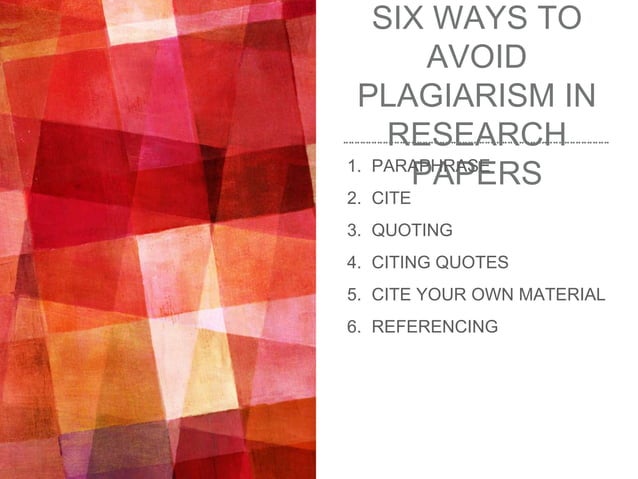 SIX WAYS TO
AVOID
PLAGIARISM IN
RESEARCH
PAPERS
1. PARAPHRASE
2. CITE
3. QUOTING
4. CITING QUOTES
5. CITE YOUR OWN MATERIAL
6. REFERENCING